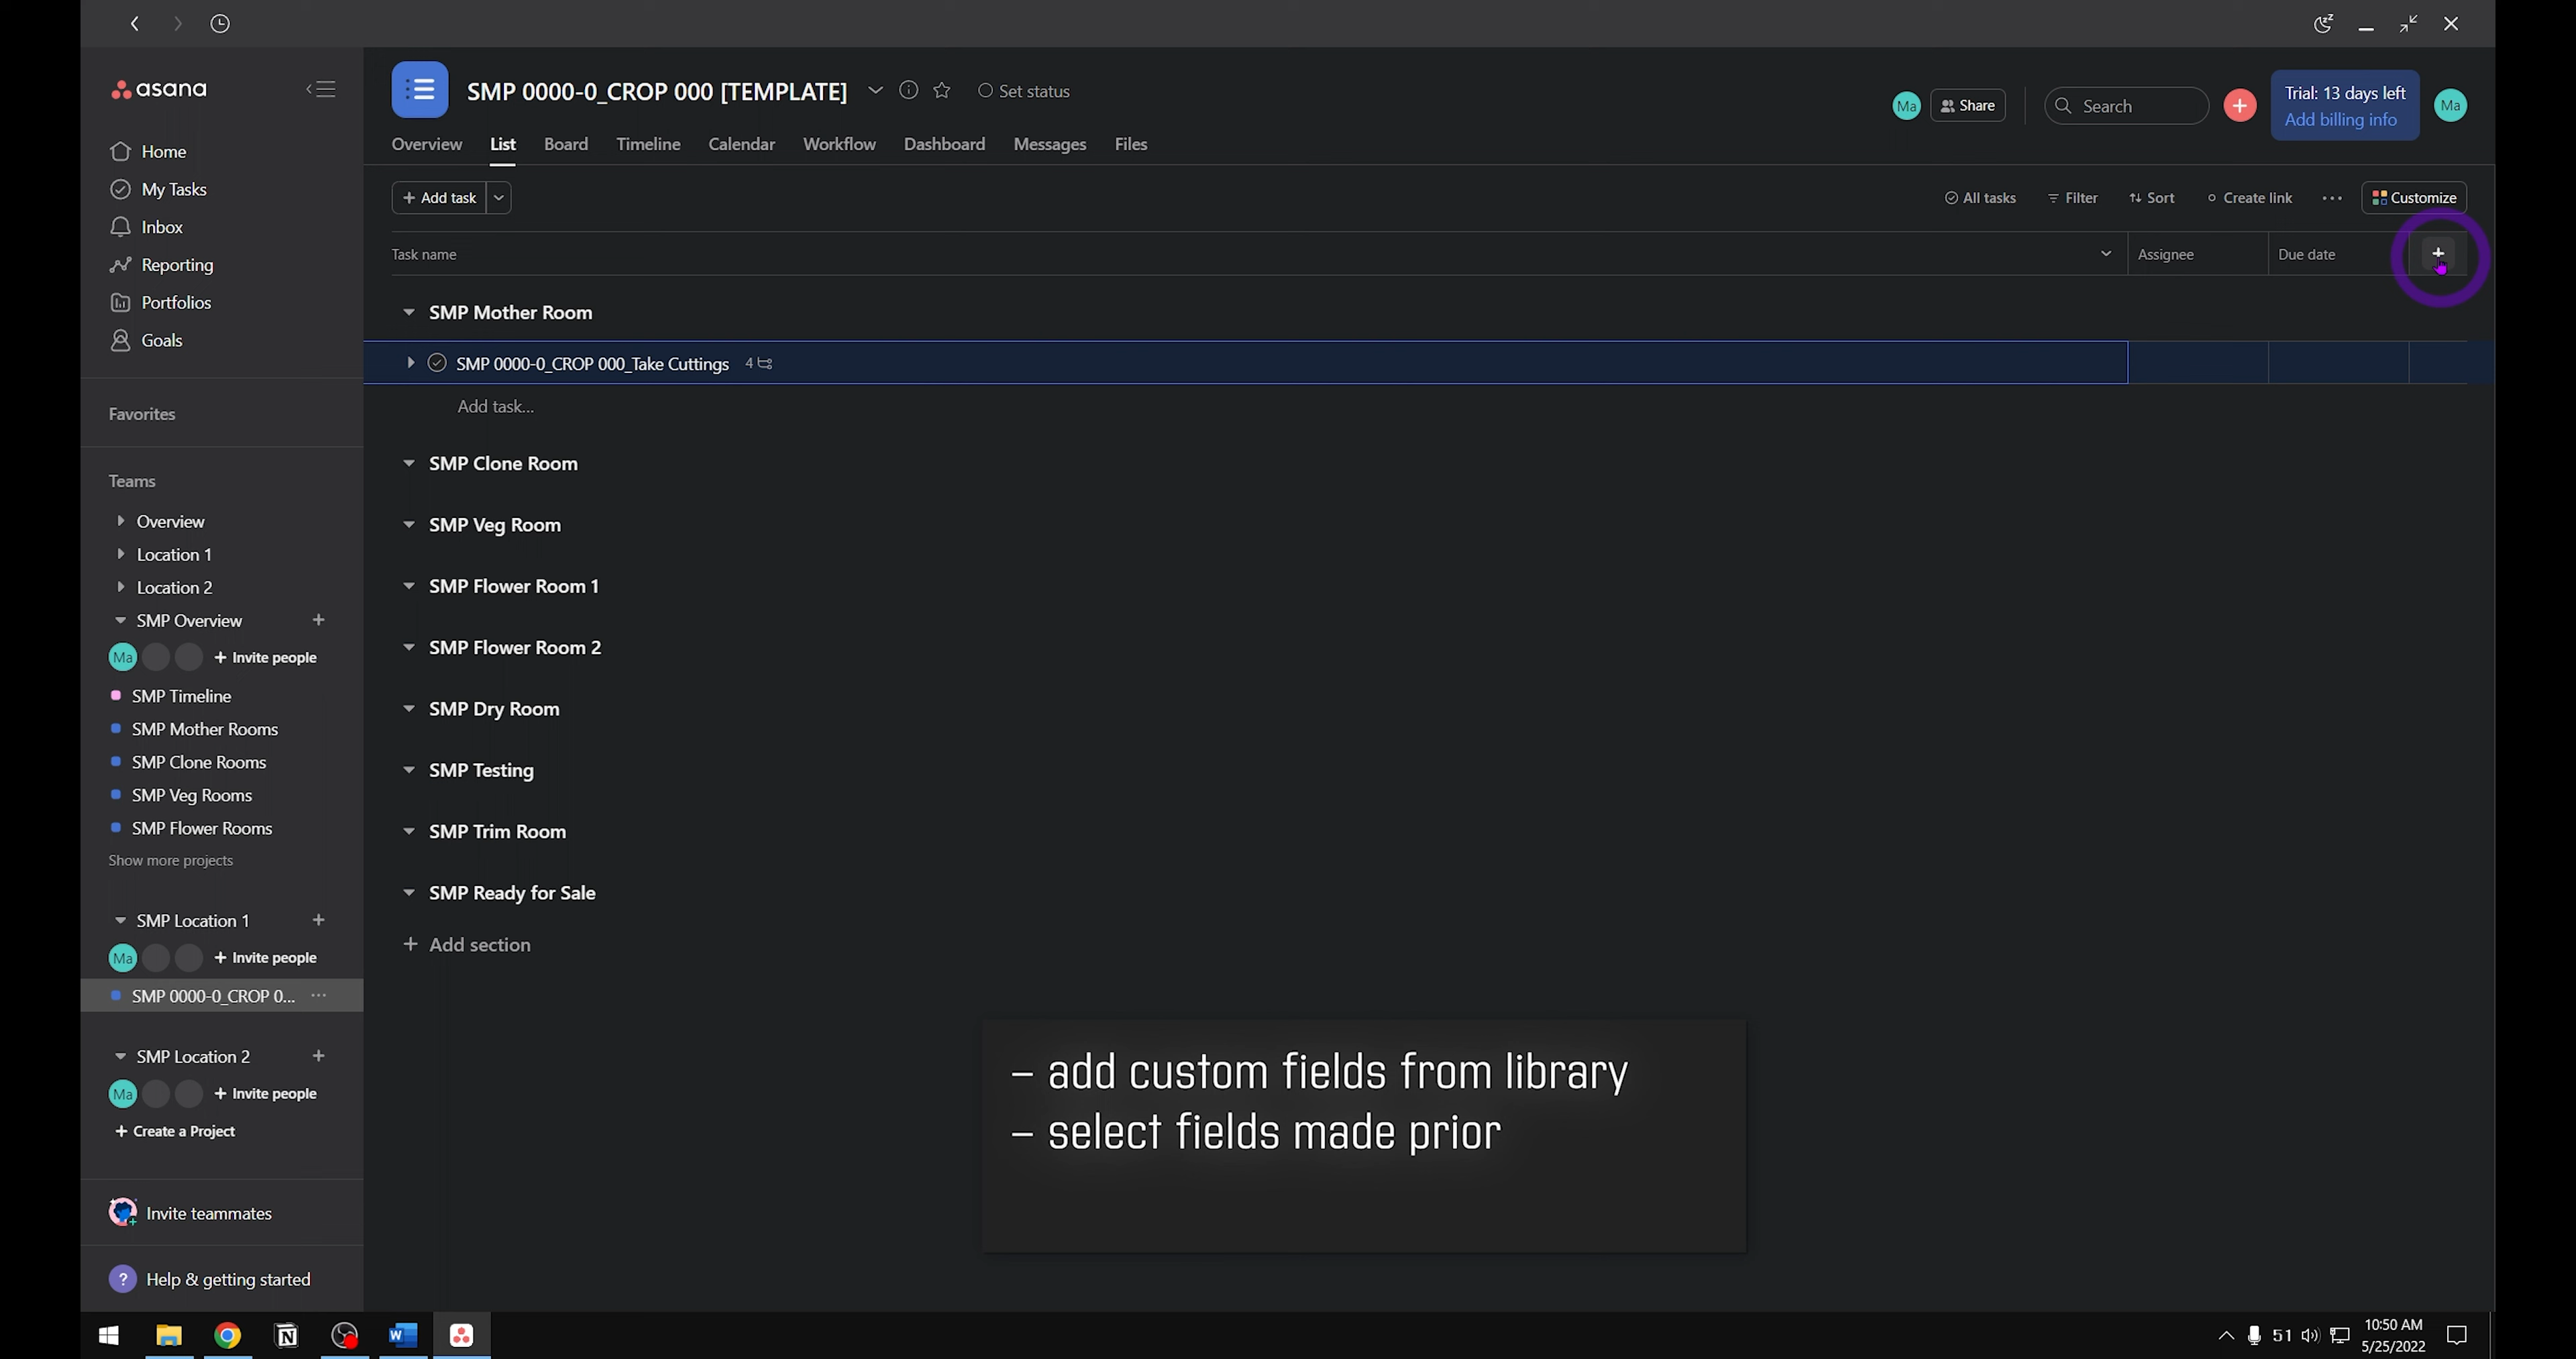 asana
SMP 0000-0_CROP 000 [TEMPLATE]
Set status
Ma
Share
Search
Trial: 13 days left
Add billing info
Ma
Overview
List
Board
Timeline
Calendar
Workflow
Dashboard
Messages
Files
+ Add task
All tasks
Filter
Sort
Create link
...
Customize
Task name
Assignee
Due date
+
Home
My Tasks
Inbox
Reporting
Portfolios
Goals
Favorites
Teams
Overview
Location 1
Location 2
SMP Overview +
Ma + Invite people
SMP Timeline
SMP Mother Rooms
SMP Clone Rooms
SMP Veg Rooms
SMP Flower Rooms
Show more projects
SMP Location 1 +
Ma + Invite people
SMP 0000-0_CROP 0... ...
SMP Location 2 +
Ma + Invite people
+ Create a Project
Invite teammates
? Help & getting started
SMP Mother Room
SMP 0000-0_CROP 000_Take Cuttings 4
Add task...
SMP Clone Room
SMP Veg Room
SMP Flower Room 1
SMP Flower Room 2
SMP Dry Room
SMP Testing
SMP Trim Room
SMP Ready for Sale
+ Add section
– add custom fields from library
– select fields made prior
N
W
51
10:50 AM
5/25/2022